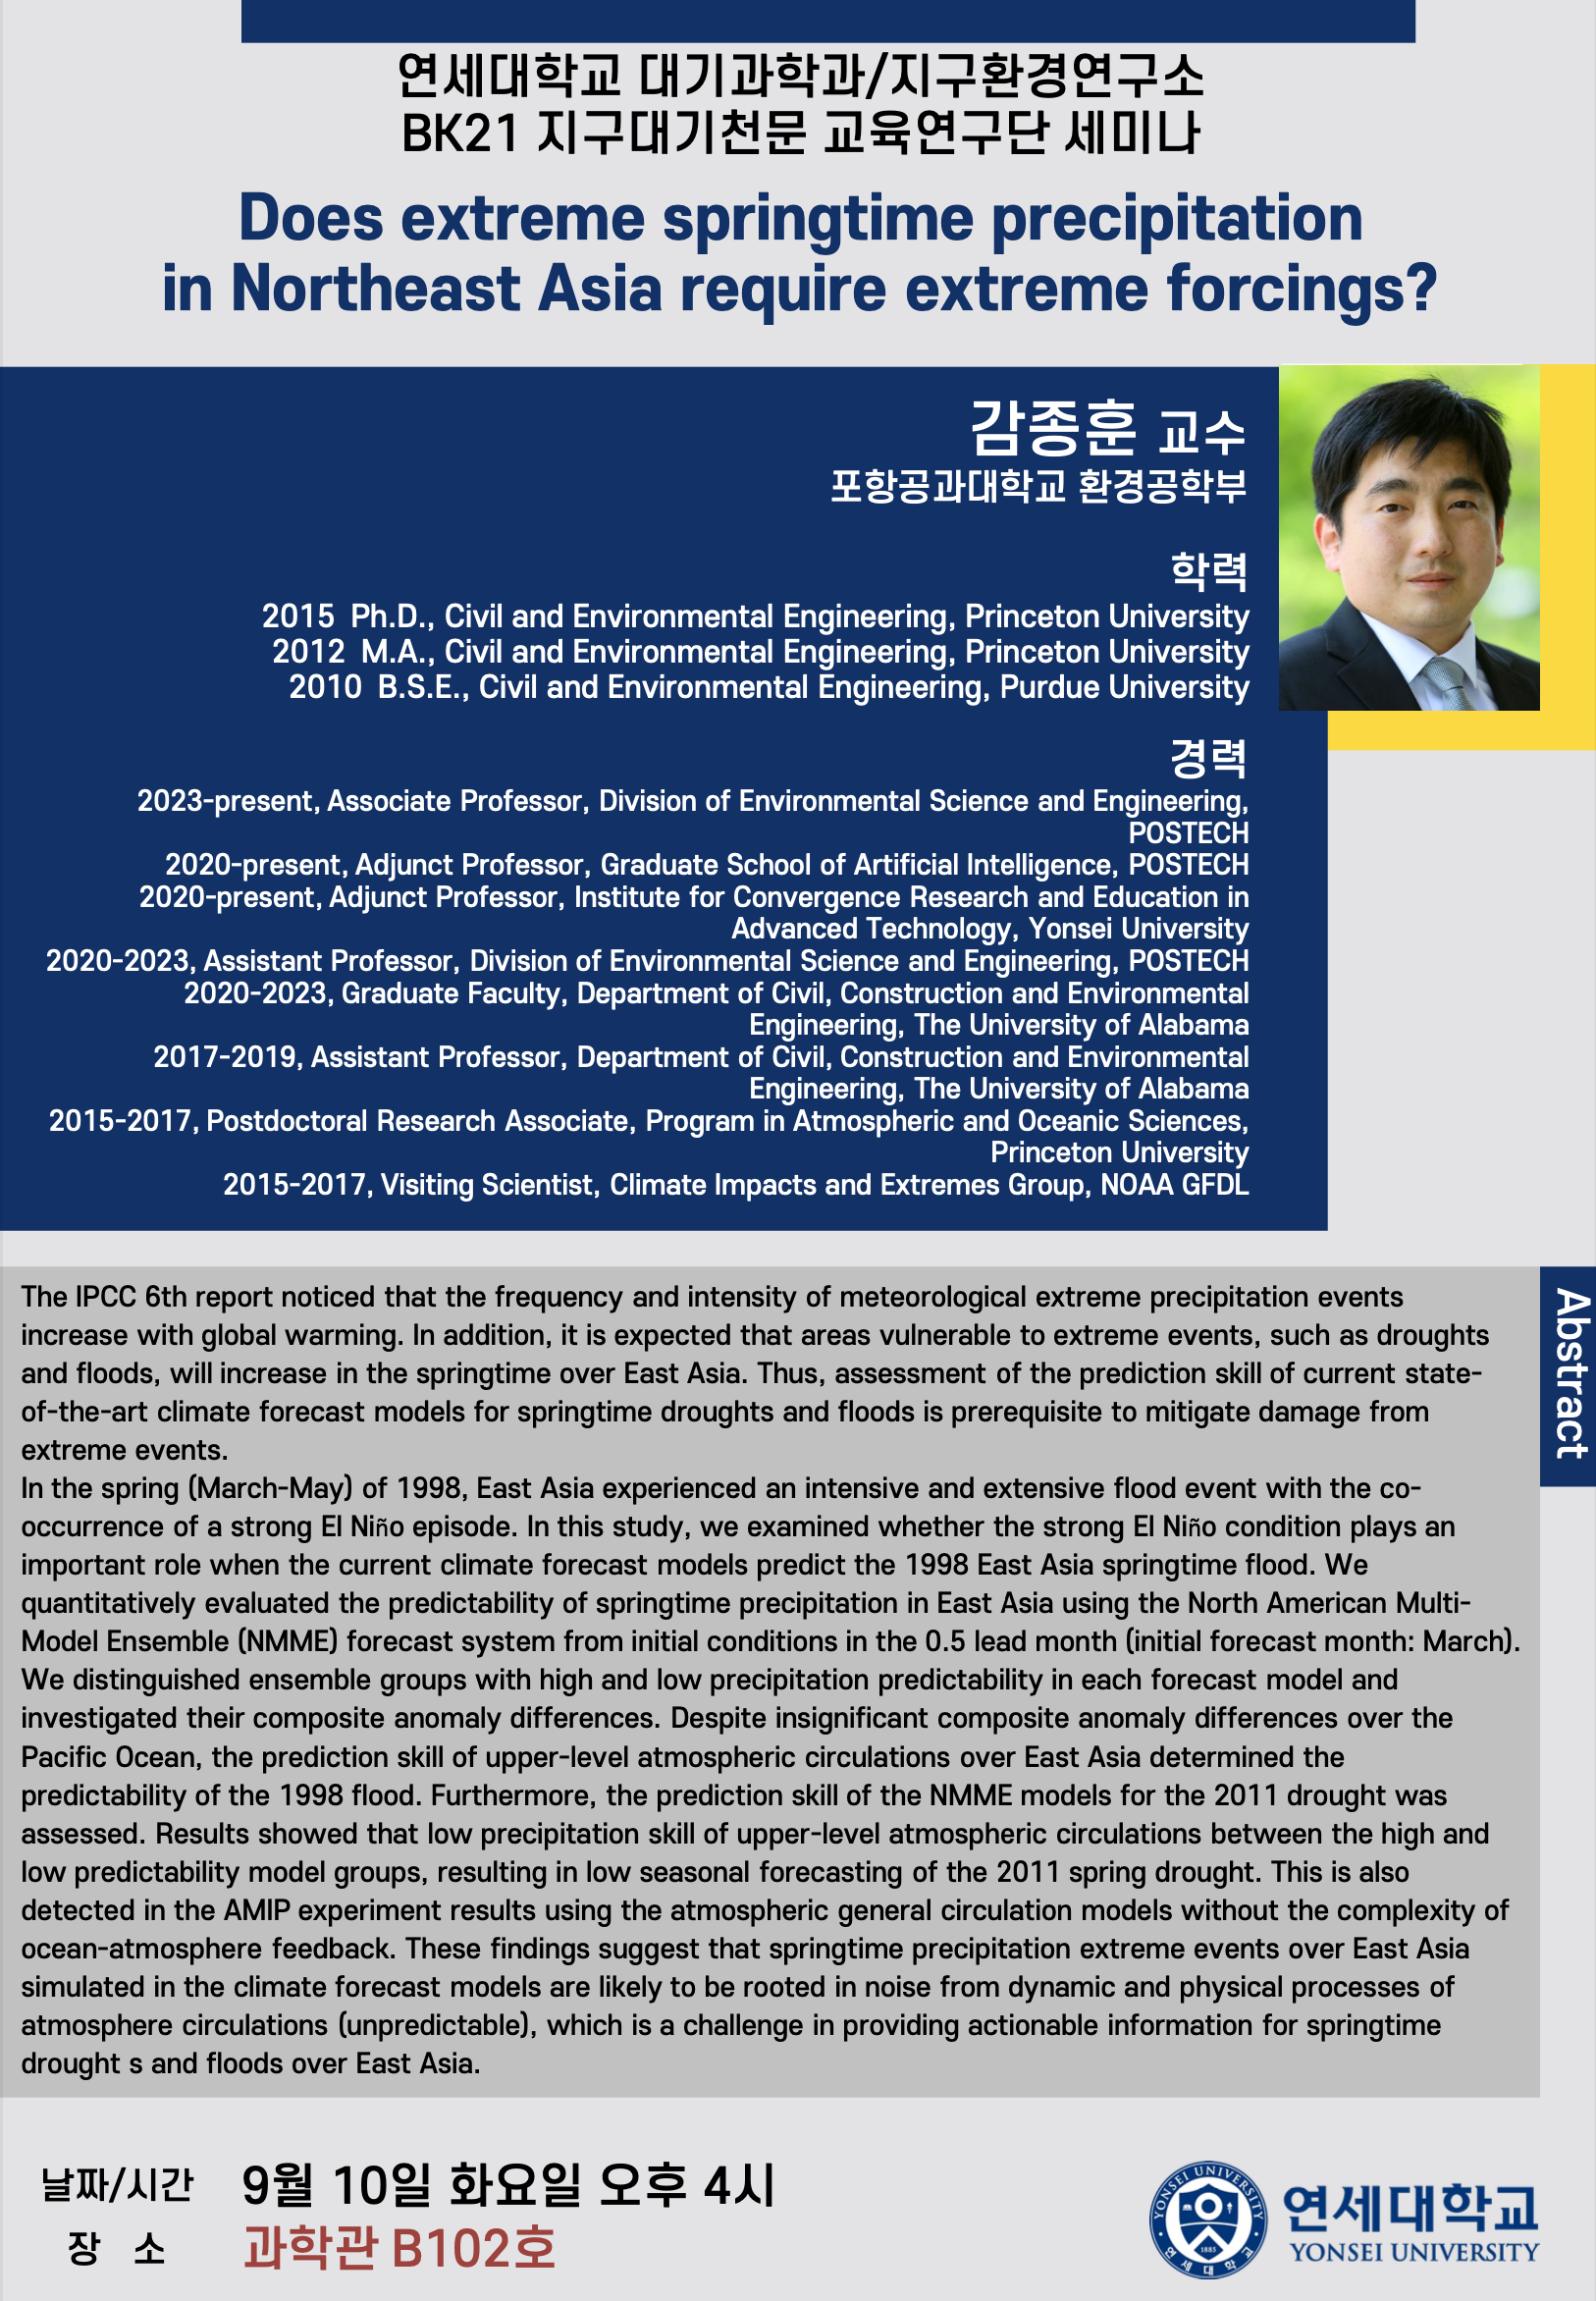 연세대학교 대기과학과/지구환경연구소
BK21 지구대기천문 교육연구단 세미나
Does extreme springtime precipitation
in Northeast Asia require extreme forcings?
감종훈 교수
포항공과대학교 환경공학부
학력
2015 Ph.D., Civil and Environmental Engineering, Princeton University
2012 M.A., Civil and Environmental Engineering, Princeton University
2010 B.S.E., Civil and Environmental Engineering, Purdue University
경력
2023-present, Associate Professor, Division of Environmental Science and Engineering,
POSTECH
2020-present, Adjunct Professor, Graduate School of Artificial Intelligence, POSTECH
2020-present, Adjunct Professor, Institute for Convergence Research and Education in
Advanced Technology, Yonsei University
2020-2023, Assistant Professor, Division of Environmental Science and Engineering, POSTECH
2020-2023, Graduate Faculty, Department of Civil, Construction and Environmental
Engineering, The University of Alabama
2017-2019, Assistant Professor, Department of Civil, Construction and Environmental
Engineering, The University of Alabama
2015-2017, Postdoctoral Research Associate, Program in Atmospheric and Oceanic Sciences,
Princeton University
2015-2017, Visiting Scientist, Climate Impacts and Extremes Group, NOAA GFDL
Abstract
The IPCC 6th report noticed that the frequency and intensity of meteorological extreme precipitation events
increase with global warming. In addition, it is expected that areas vulnerable to extreme events, such as droughts
and floods, will increase in the springtime over East Asia. Thus, assessment of the prediction skill of current state-
of-the-art climate forecast models for springtime droughts and floods is prerequisite to mitigate damage from
extreme events.
In the spring (March-May) of 1998, East Asia experienced an intensive and extensive flood event with the co-
occurrence of a strong El Niño episode. In this study, we examined whether the strong El Niño condition plays an
important role when the current climate forecast models predict the 1998 East Asia springtime flood. We
quantitatively evaluated the predictability of springtime precipitation in East Asia using the North American Multi-
Model Ensemble (NMME) forecast system from initial conditions in the 0.5 lead month (initial forecast month: March).
We distinguished ensemble groups with high and low precipitation predictability in each forecast model and
investigated their composite anomaly differences. Despite insignificant composite anomaly differences over the
Pacific Ocean, the prediction skill of upper-level atmospheric circulations over East Asia determined the
predictability of the 1998 flood. Furthermore, the prediction skill of the NMME models for the 2011 drought was
assessed. Results showed that low precipitation skill of upper-level atmospheric circulations between the high and
low predictability model groups, resulting in low seasonal forecasting of the 2011 spring drought. This is also
detected in the AMIP experiment results using the atmospheric general circulation models without the complexity of
ocean-atmosphere feedback. These findings suggest that springtime precipitation extreme events over East Asia
simulated in the climate forecast models are likely to be rooted in noise from dynamic and physical processes of
atmosphere circulations (unpredictable), which is a challenge in providing actionable information for springtime
drought s and floods over East Asia.
날짜/시간 9월 10일 화요일 오후 4시
장 소 과학관 B102호
YONSEI UNIVERSITY
1885
연세대학교
연세대학교
YONSEI UNIVERSITY